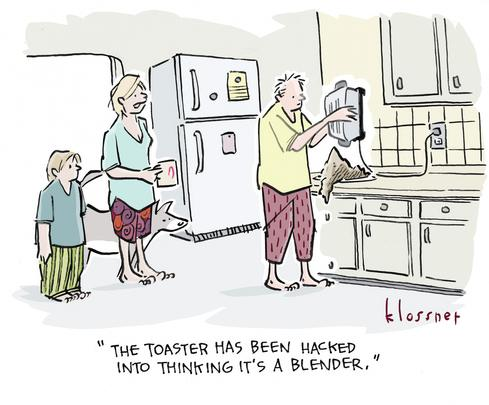 klossner
" THE TOASTER HAS BEEN HACKED
INTO THINKING IT'S A BLENDER."